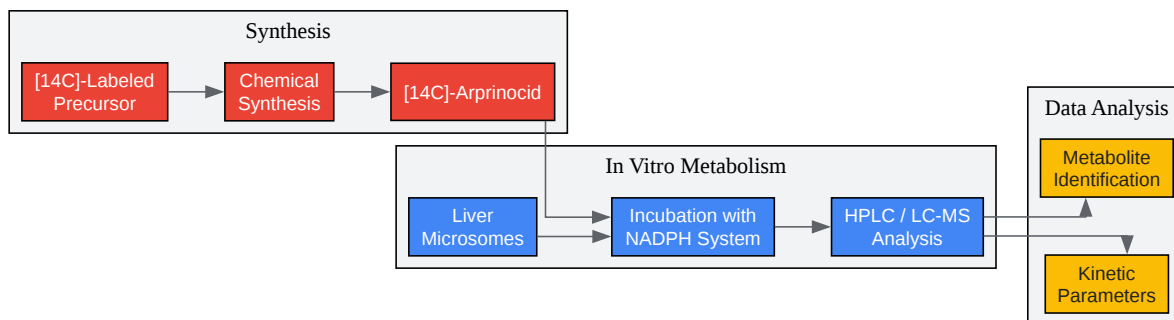 Synthesis
[14C]-Labeled
Precursor
Chemical
Synthesis
[14C]-Arprinocid
In Vitro Metabolism
Liver
Microsomes
Incubation with
NADPH System
HPLC / LC-MS
Analysis
Data Analysis
Metabolite
Identification
Kinetic
Parameters